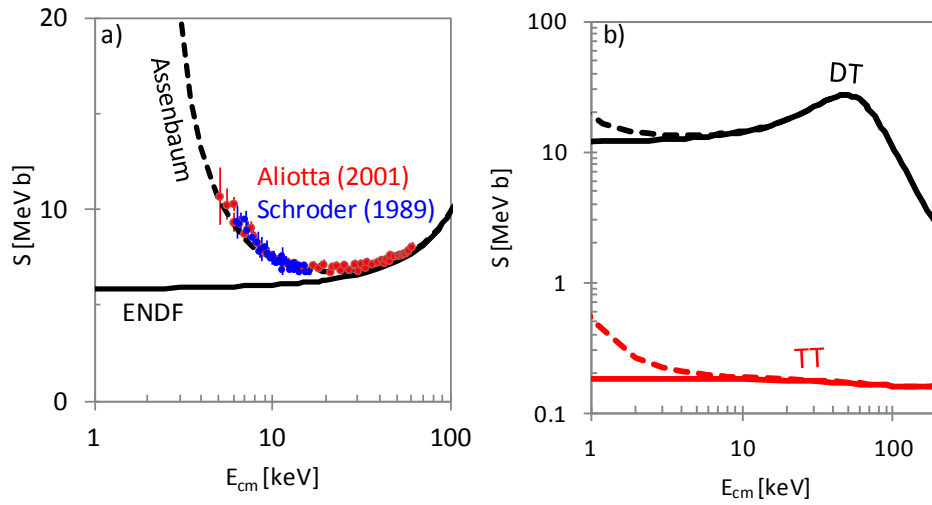 a)
20
10
0
1
10
100
S [MeV b]
E_cm [keV]
Assenbaum
Aliotta (2001)
Schroder (1989)
ENDF
b)
100
10
1
0.1
1
10
100
S [MeV b]
E_cm [keV]
DT
TT